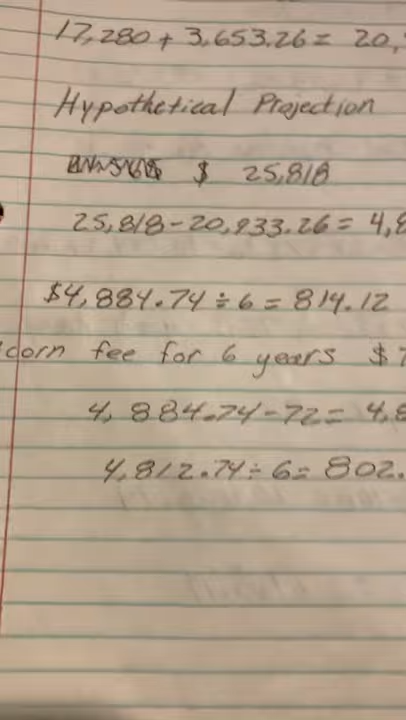 17,280 + 3,653.26 = 20,
Hypothetical Projection
$ 25,818
25,818 - 20,933.26 = 4,8
$4,884.74 ÷ 6 = 814.12
corn fee for 6 years $7
4,884.74 - 72 = 4,8
4,812.74 ÷ 6 = 802.